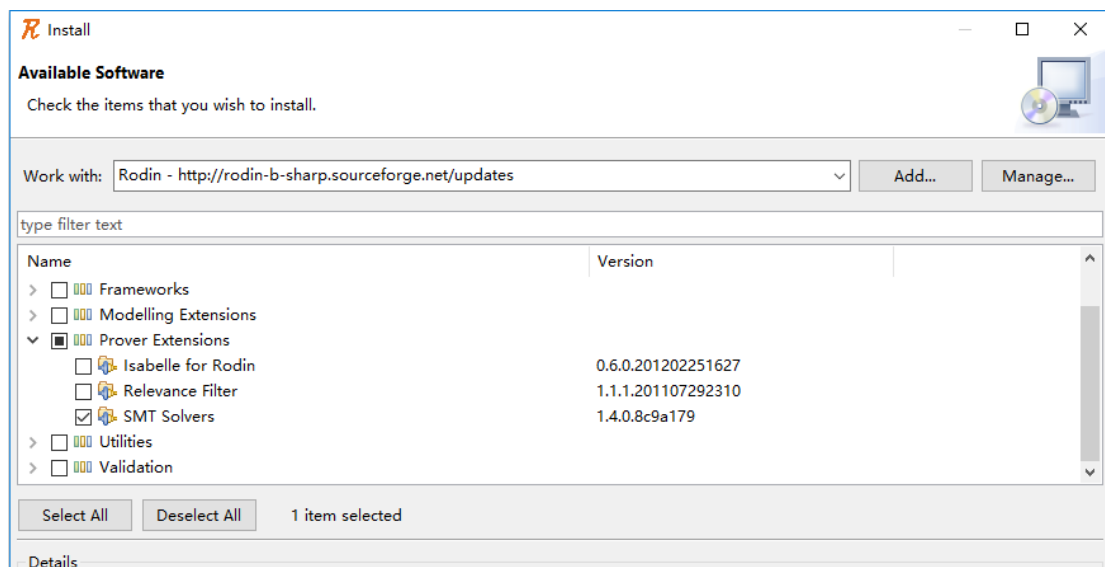 Install
Available Software
Check the items that you wish to install.
Work with: Rodin - http://rodin-b-sharp.sourceforge.net/updates Add... Manage...
type filter text
Name Version
Frameworks
Modelling Extensions
Prover Extensions
Isabelle for Rodin 0.6.0.201202251627
Relevance Filter 1.1.1.201107292310
SMT Solvers 1.4.0.8c9a179
Utilities
Validation
Select All Deselect All 1 item selected
Details